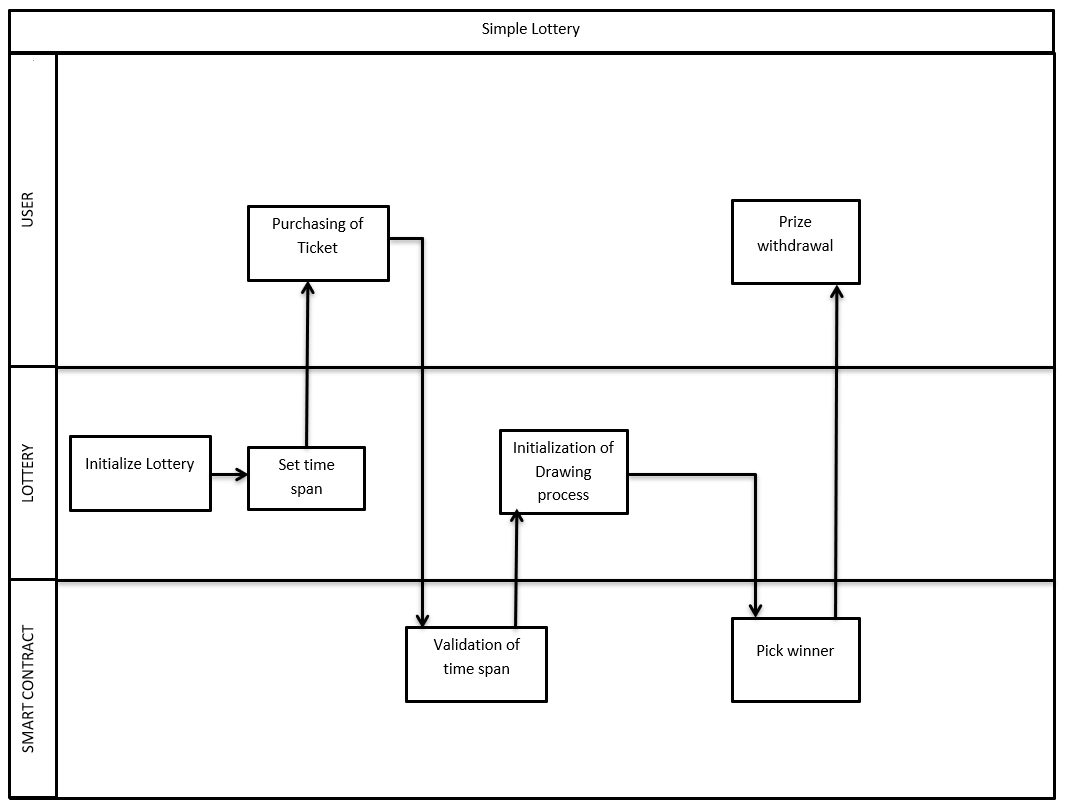 Simple Lottery
USER
Purchasing of
Ticket
Prize
withdrawal
LOTTERY
Initialize Lottery
Set time
span
Initialization of
Drawing
process
SMART CONTRACT
Validation of
time span
Pick winner